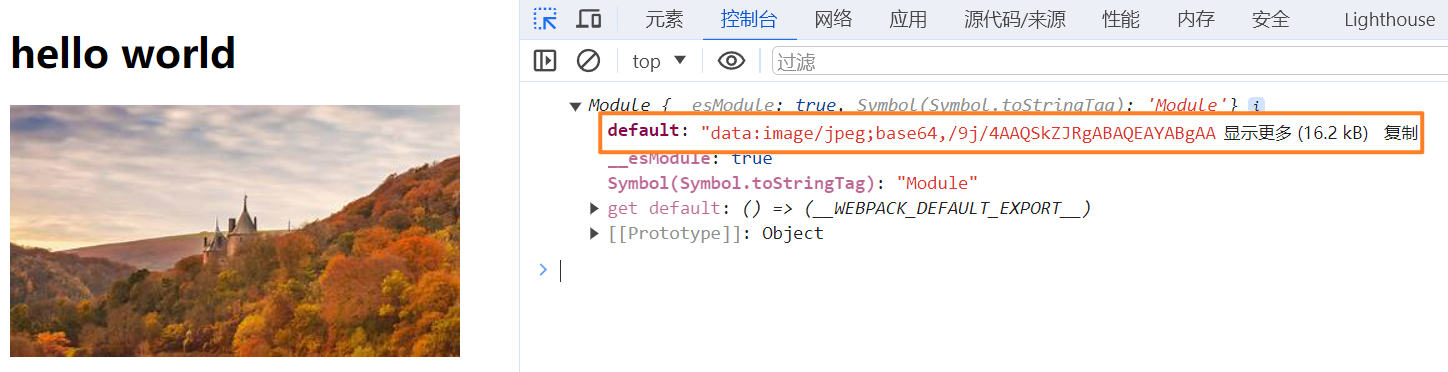 hello world
元素 控制台 网络 应用 源代码/来源 性能 内存 安全 Lighthouse
top 过滤
Module {__esModule: true, Symbol(Symbol.toStringTag): 'Module'} i
default: "data:image/jpeg;base64,/9j/4AAQSkZJRgABAQEAYABgAA 显示更多 (16.2 kB) 复制
__esModule: true
Symbol(Symbol.toStringTag): "Module"
get default: () => (__WEBPACK_DEFAULT_EXPORT__)
[[Prototype]]: Object